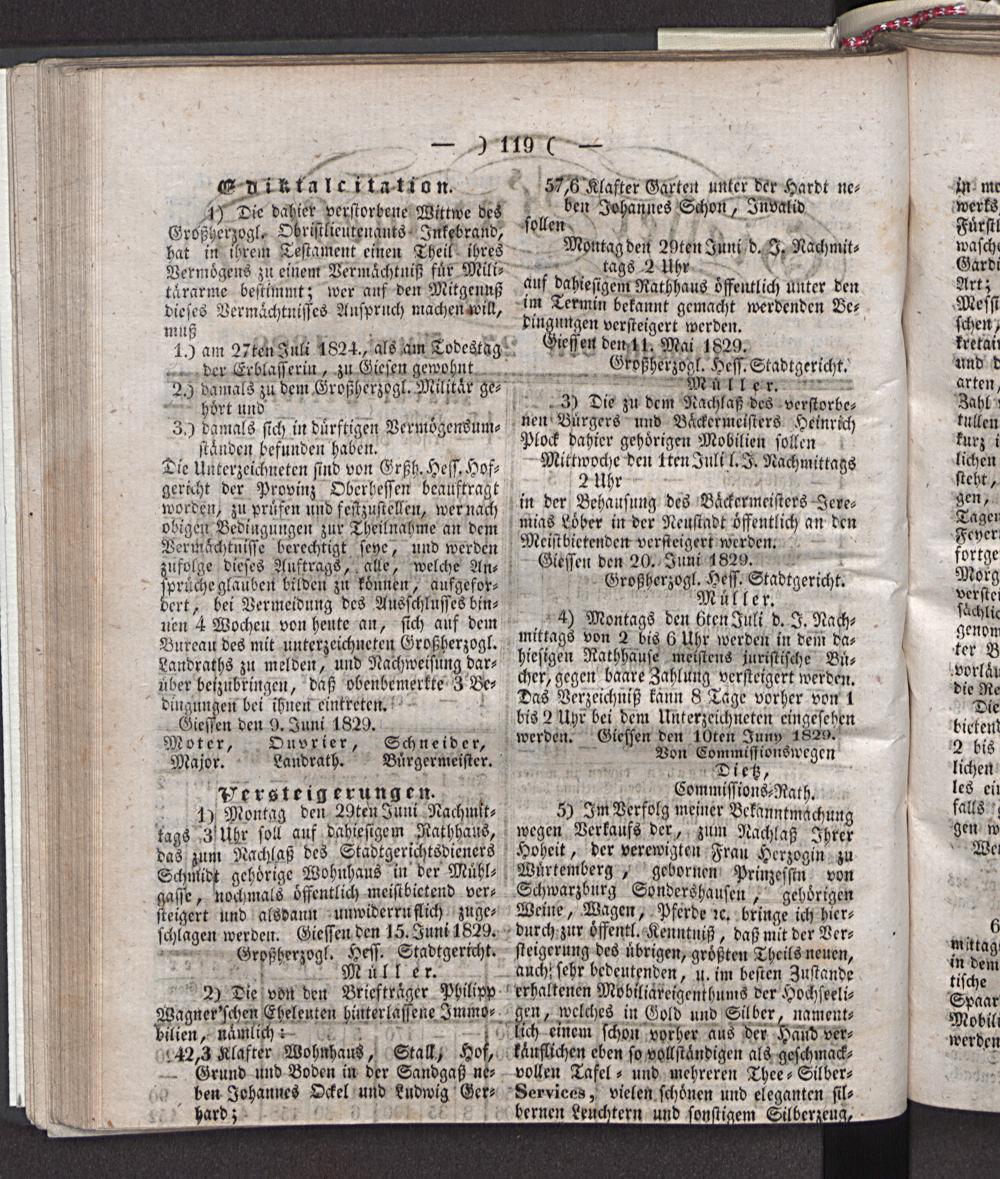 — ) 119 ( —
Ediktalcitation.
1) Die dahier verstorbene Wittwe des
Großherzogl. Obristlieutenants Inkebrand,
hat in ihrem Testament einen Theil ihres
Vermögens zu einem Vermächtniß für Mili-
tärarme bestimmt; wer auf den Mitgenuß
dieses Vermächtnisses Anspruch machen will,
muß
1.) am 27ten Juli 1824., als am Todestag
der Erblasserin, zu Giesen gewohnt
2.) damals zu dem Großherzogl. Militär ge-
hört und
3.) damals sich in dürftigen Vermögensum-
ständen befunden haben.
Die Unterzeichneten sind von Grßh. Hess. Hof-
gericht der Provinz Oberhessen beauftragt
worden, zu prüfen und festzustellen, wer nach
obigen Bedingungen zur Theilnahme an dem
Vermächtnisse berechtigt seye, und werden
zufolge dieses Auftrags, alle, welche An-
sprüche glauben bilden zu können, aufgefor-
dert, bei Vermeidung des Ausschlusses bin-
nen 4 Wochen von heute an, sich auf dem
Bureau des mit unterzeichneten Großherzogl.
Landraths zu melden, und Nachweisung dar-
über beizubringen, daß obenbemerkte 3 Be-
dingungen bei ihnen eintreten.
Giessen den 9. Juni 1829.
Moter, Ouvrier, Schneider,
Major. Landrath. Bürgermeister.
Versteigerungen.
1) Montag den 29ten Juni Nachmit-
tags 3 Uhr soll auf dahiesigem Rathhaus,
das zum Nachlaß des Stadtgerichtsdieners
Schmidt gehörige Wohnhaus in der Mühl-
gasse, nochmals öffentlich meistbietend ver-
steigert und alsdann unwiderruflich zuge-
schlagen werden. Giessen den 15. Juni 1829.
Großherzogl. Hess. Stadtgericht.
Müller.
2) Die von den Briefträger Philipp
Wagner'schen Eheleuten hinterlassene Immo-
bilien, nämlich:
42,3 Klafter Wohnhaus, Stall, Hof,
Grund und Boden in der Sandgaß ne-
ben Johannes Ockel und Ludwig Ger-
hard;
57,6 Klafter Garten unter der Hardt ne-
ben Johannes Schon, Invalid
sollen
Montag den 29ten Juni d. J. Nachmit-
tags 2 Uhr
auf dahiesigem Rathhaus öffentlich unter den
im Termin bekannt gemacht werdenden Be-
dingungen versteigert werden.
Giessen den 11. Mai 1829.
Großherzogl. Hess. Stadtgericht.
Müller.
3) Die zu dem Nachlaß des verstorbe-
nen Bürgers und Bäckermeisters Heinrich
Plock dahier gehörigen Mobilien sollen
Mittwoche den 1ten Juli l. J. Nachmittags
2 Uhr
in der Behausung des Bäckermeisters Jere-
mias Löber in der Neustadt öffentlich an den
Meistbietenden versteigert werden.
Giessen den 20. Juni 1829.
Großherzogl. Hess. Stadtgericht.
Müller.
4) Montags den 6ten Juli d. J. Nach-
mittags von 2 bis 6 Uhr werden in dem da-
hiesigen Rathhause meistens juristische Bü-
cher, gegen baare Zahlung versteigert werden.
Das Verzeichniß kann 8 Tage vorher von 1
bis 2 Uhr bei dem Unterzeichneten eingesehen
werden. Giessen den 10ten Juny 1829.
Von Commissionswegen
Dietz,
Commissions-Rath.
5) Im Verfolg meiner Bekanntmachung
wegen Verkaufs der, zum Nachlaß Ihrer
Hoheit, der verewigten Frau Herzogin zu
Würtemberg, gebornen Prinzessin von
Schwarzburg Sondershausen, gehörigen
Weine, Wagen, Pferde ꝛc. bringe ich hier-
durch zur öffentl. Kenntniß, daß mit der Ver-
steigerung des übrigen, größten Theils neuen,
auch sehr bedeutenden, u. im besten Zustande
erhaltenen Mobiliareigenthums der Hochseeli-
gen, welches in Gold und Silber, nament-
lich einem schon vorher aus der Hand ver-
käuflichen eben so vollständigen als geschmack-
vollen Tafel- und mehreren Thee-Silber-
Services, vielen schönen und eleganten sil-
bernen Leuchtern und sonstigem Silberzeug,